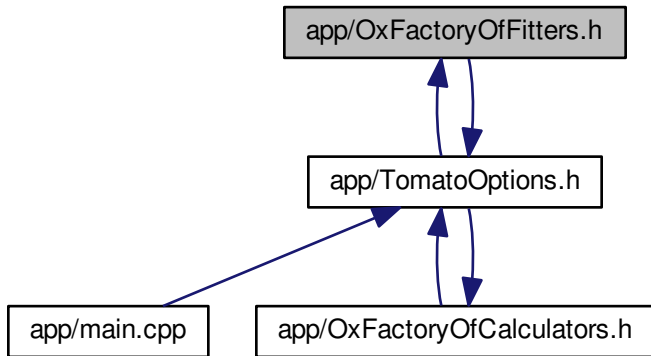 app/OxFactoryOfFitters.h
app/TomatoOptions.h
app/main.cpp
app/OxFactoryOfCalculators.h